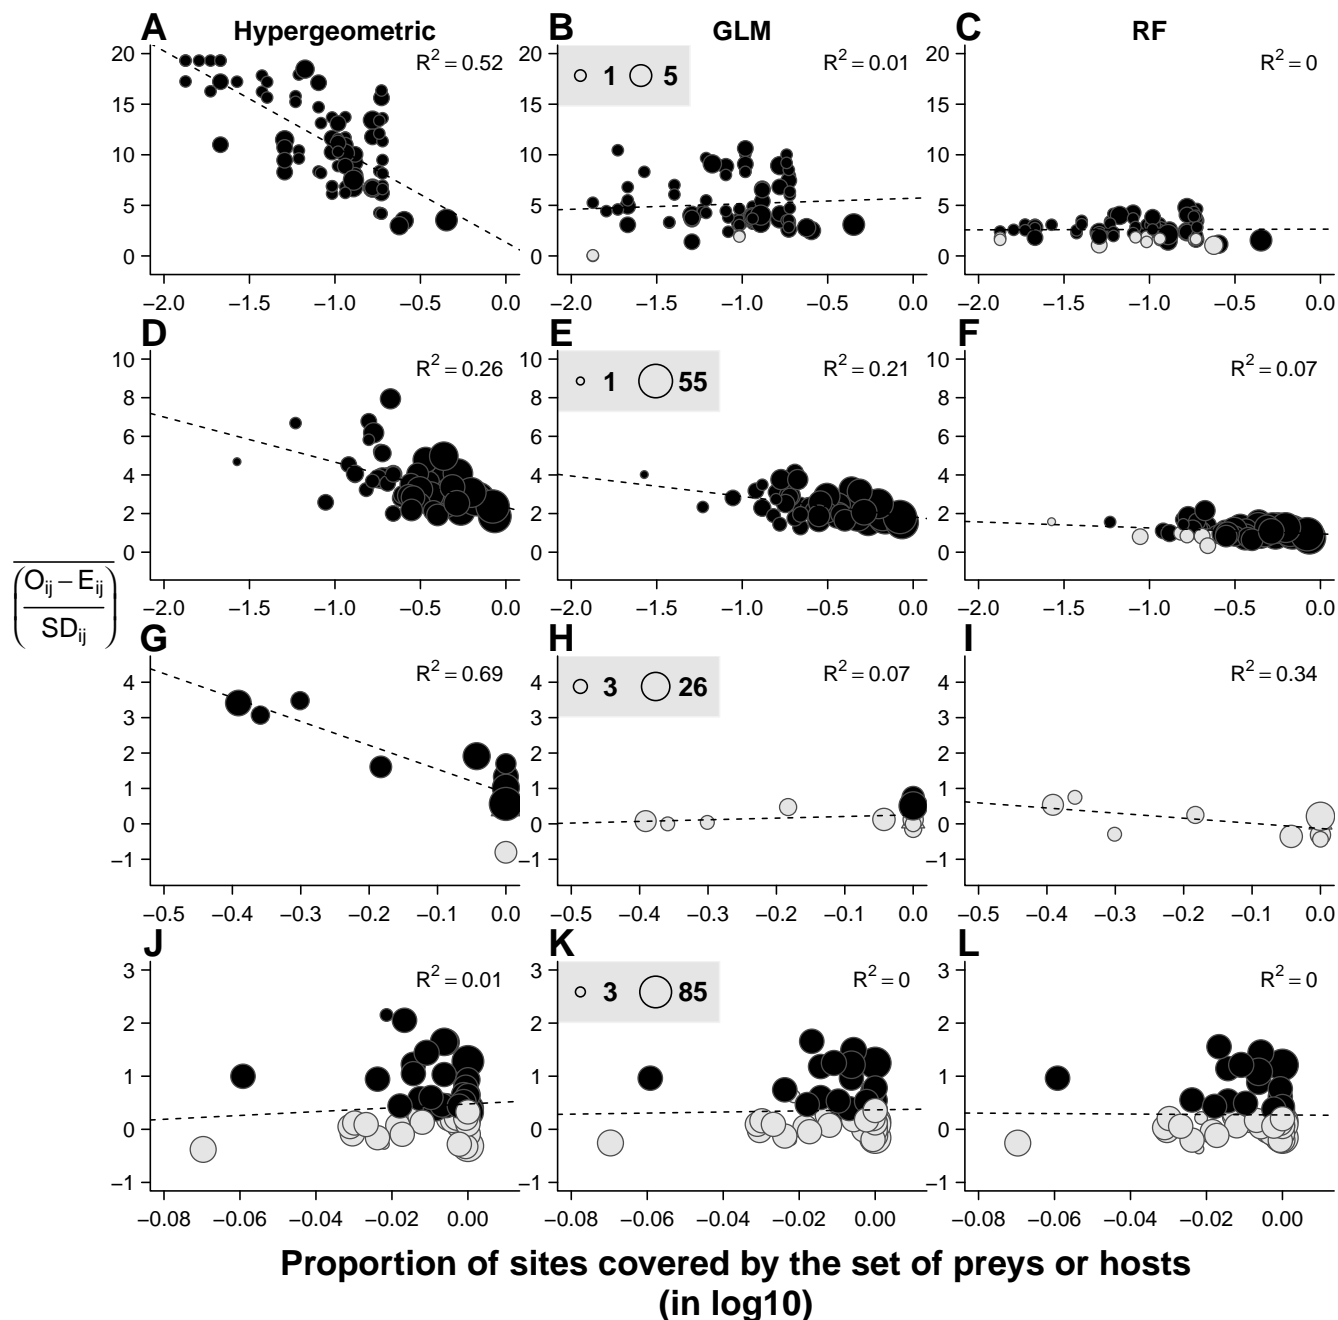 A Hypergeometric B GLM C RF
20 15 10 5 0 R² = 0.52
20 15 10 5 0 1 5 R² = 0.01
20 15 10 5 0 R² = 0
−2.0 −1.5 −1.0 −0.5 0.0
−2.0 −1.5 −1.0 −0.5 0.0
−2.0 −1.5 −1.0 −0.5 0.0
D E F
10 8 6 4 2 0 R² = 0.26
10 8 6 4 2 0 1 55 R² = 0.21
10 8 6 4 2 0 R² = 0.07
−2.0 −1.5 −1.0 −0.5 0.0
−2.0 −1.5 −1.0 −0.5 0.0
−2.0 −1.5 −1.0 −0.5 0.0
(O_ij − E_ij
SD_ij)
G H I
4 3 2 1 0 −1 R² = 0.69
4 3 2 1 0 −1 3 26 R² = 0.07
4 3 2 1 0 −1 R² = 0.34
−0.5 −0.4 −0.3 −0.2 −0.1 0.0
−0.5 −0.4 −0.3 −0.2 −0.1 0.0
−0.5 −0.4 −0.3 −0.2 −0.1 0.0
J K L
3 2 1 0 −1 R² = 0.01
3 2 1 0 −1 3 85 R² = 0
3 2 1 0 −1 R² = 0
−0.08 −0.06 −0.04 −0.02 0.00
−0.08 −0.06 −0.04 −0.02 0.00
−0.08 −0.06 −0.04 −0.02 0.00
Proportion of sites covered by the set of preys or hosts
(in log10)